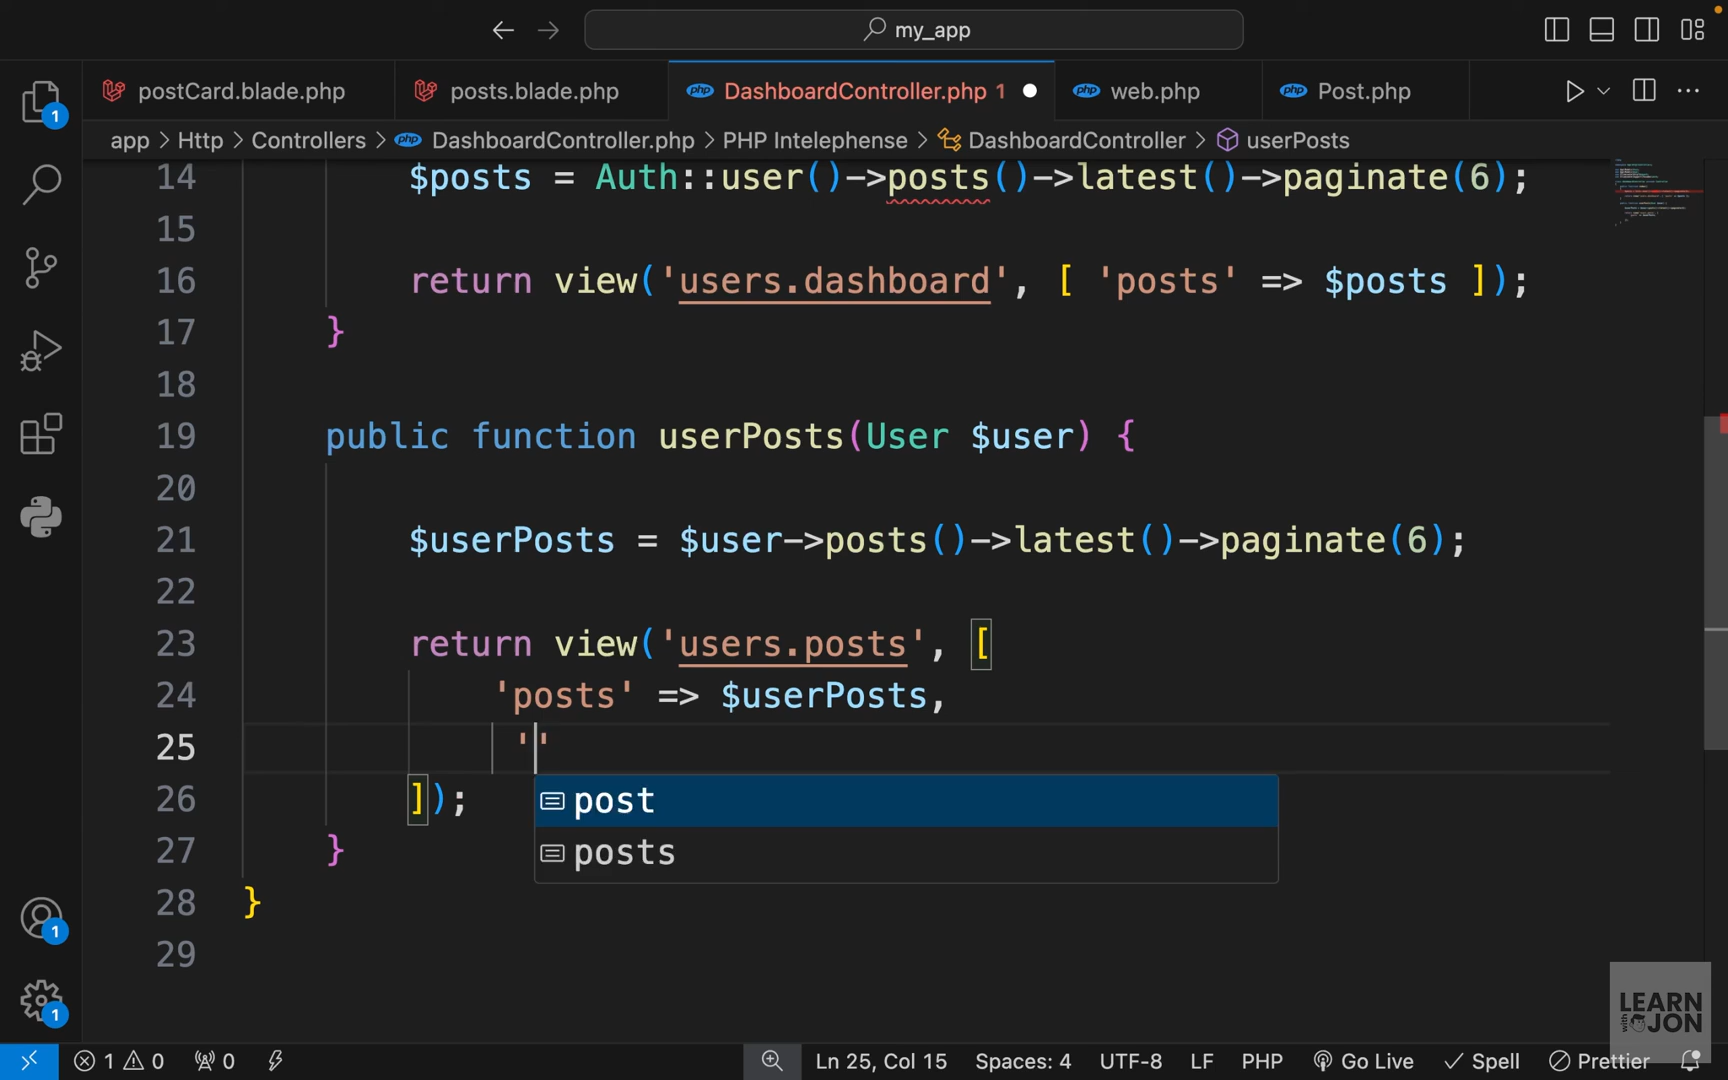 my_app
postCard.blade.php posts.blade.php DashboardController.php 1 web.php Post.php
app > Http > Controllers > DashboardController.php > PHP Intelephense > DashboardController > userPosts
14 $posts = Auth::user()->posts()->latest()->paginate(6);
15
16 return view('users.dashboard', [ 'posts' => $posts ]);
17 }
18
19 public function userPosts(User $user) {
20
21 $userPosts = $user->posts()->latest()->paginate(6);
22
23 return view('users.posts', [
24 'posts' => $userPosts,
25 ''
26 ]);
post
27 }
posts
28 }
29
1
1
1
LEARN
with JON
1 0 0 Ln 25, Col 15 Spaces: 4 UTF-8 LF PHP Go Live Spell Prettier